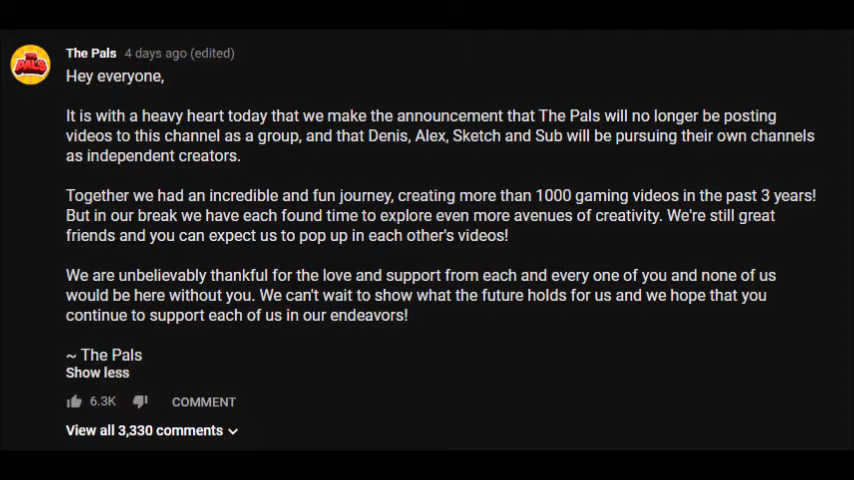 The Pals 4 days ago (edited)
Hey everyone,
It is with a heavy heart today that we make the announcement that The Pals will no longer be posting
videos to this channel as a group, and that Denis, Alex, Sketch and Sub will be pursuing their own channels
as independent creators.
Together we had an incredible and fun journey, creating more than 1000 gaming videos in the past 3 years!
But in our break we have each found time to explore even more avenues of creativity. We're still great
friends and you can expect us to pop up in each other's videos!
We are unbelievably thankful for the love and support from each and every one of you and none of us
would be here without you. We can't wait to show what the future holds for us and we hope that you
continue to support each of us in our endeavors!
~ The Pals
Show less
6.3K COMMENT
View all 3,330 comments
THE
PALS